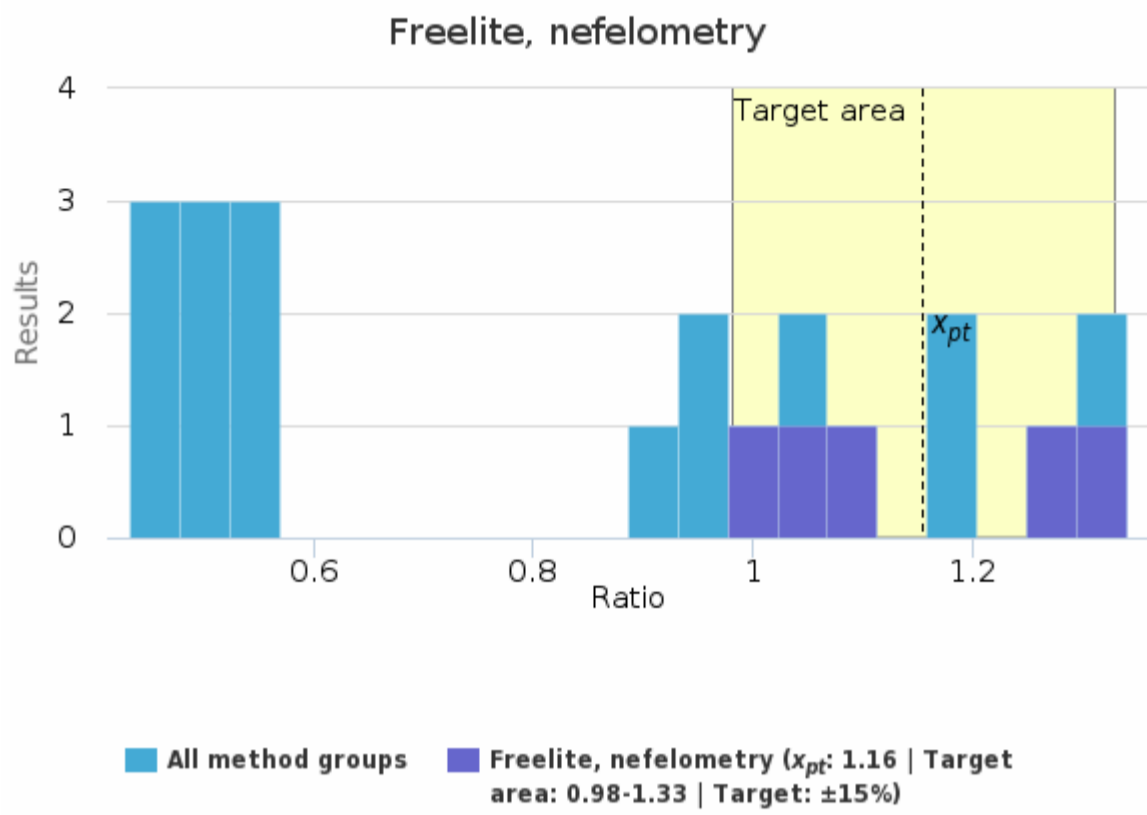 Freelite, nefelometry
4
Target area
3
Results
2
x_pt
1
0
0.6 0.8 1 1.2
Ratio
All method groups
Freelite, nefelometry (x_pt: 1.16 | Target
area: 0.98-1.33 | Target: ±15%)